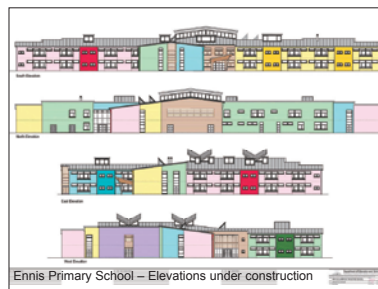 South Elevation
North Elevation
East Elevation
West Elevation
Ennis Primary School – Elevations under construction